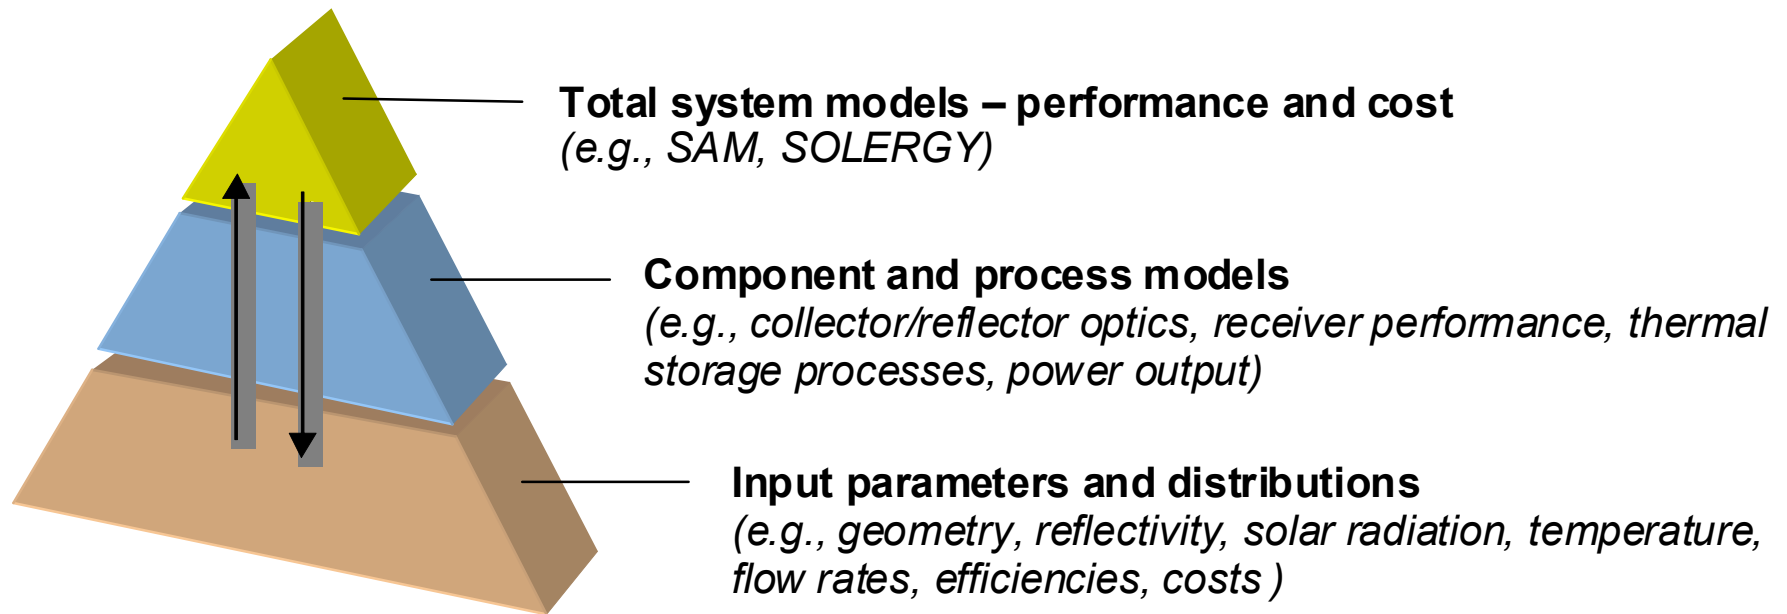 Total system models – performance and cost
(e.g., SAM, SOLERGY)
Component and process models
(e.g., collector/reflector optics, receiver performance, thermal
storage processes, power output)
Input parameters and distributions
(e.g., geometry, reflectivity, solar radiation, temperature,
flow rates, efficiencies, costs )